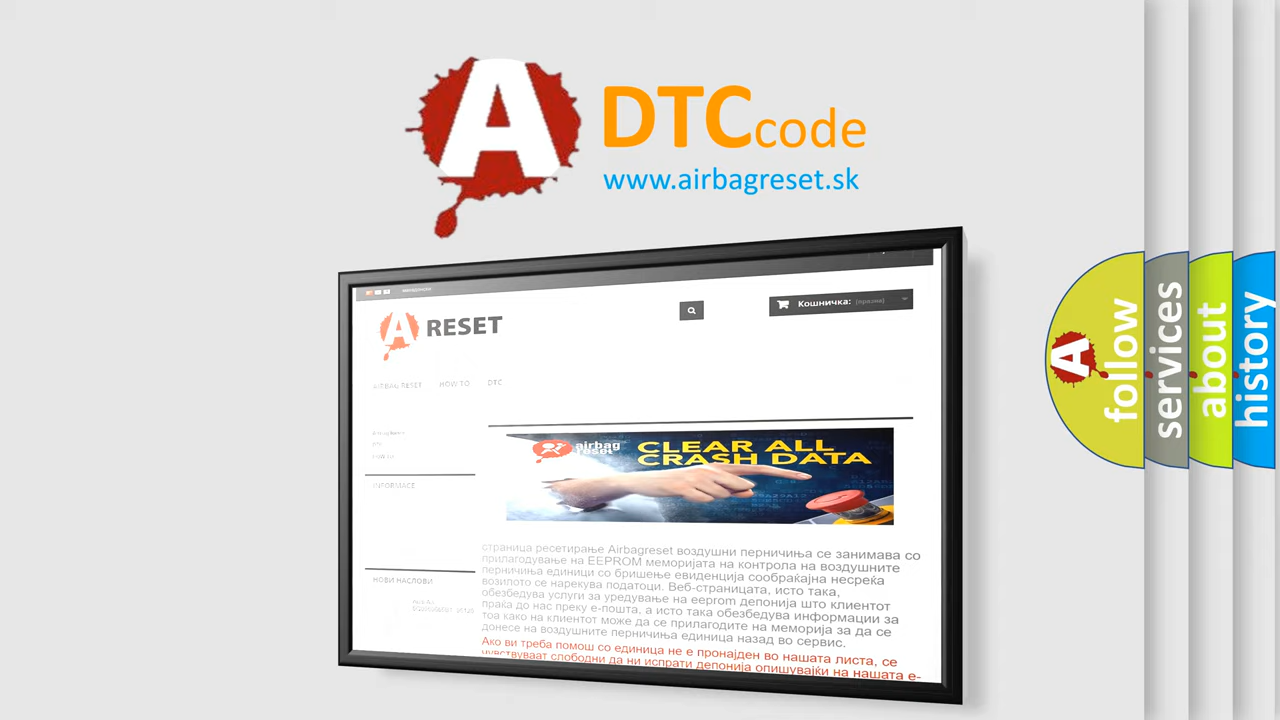 A
DTC code
www.airbagreset.sk
Кошничка: (празни)
A RESET
AIRBAG RESET HOW TO DTC
airbag
reset
CLEAR ALL
CRASH DATA
INFORMACE
страница ресетирање Airbagreset воздушни перничиња се занимава со
прилагодување на EEPROM меморијата на контрола на воздушните
перничиња единици со бришење евиденција сообраќајна несреќа
возилото се нарекува податоци. Веб-страницата, исто така,
обезбедува услуги за уредување на eeprom депонија што клиентот
праќа до нас преку е-пошта, а исто така обезбедува информации за
тоа како на клиентот може да се прилагодите на меморија за да се
донесе на воздушните перничиња единица назад во сервис.
Ако ви треба помош со единица не е пронајден во нашата листа, се
чувствуваат слободни да ни испрати депонија опишувајќи на нашата е-
НОВИ НАСЛОВИ
A
follow
services
about
history